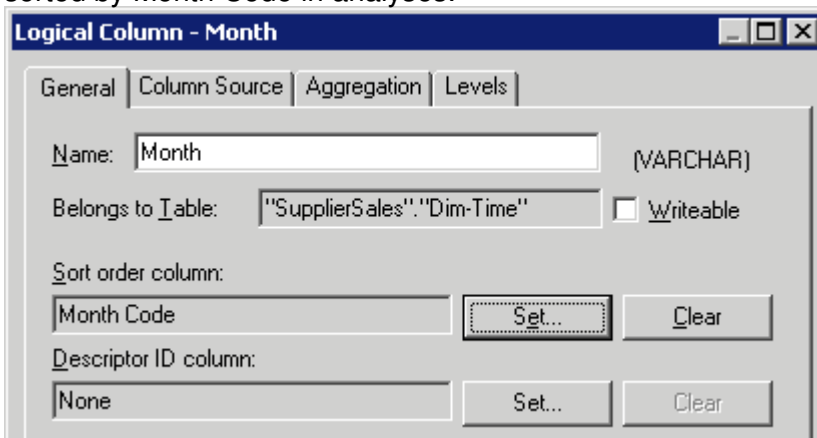 sorted by Month Code in analyses.
Logical Column - Month
General Column Source Aggregation Levels
Name: Month (VARCHAR)
Belongs to Table: "SupplierSales"."Dim-Time" Writeable
Sort order column:
Month Code Set... Clear
Descriptor ID column:
None Set... Clear